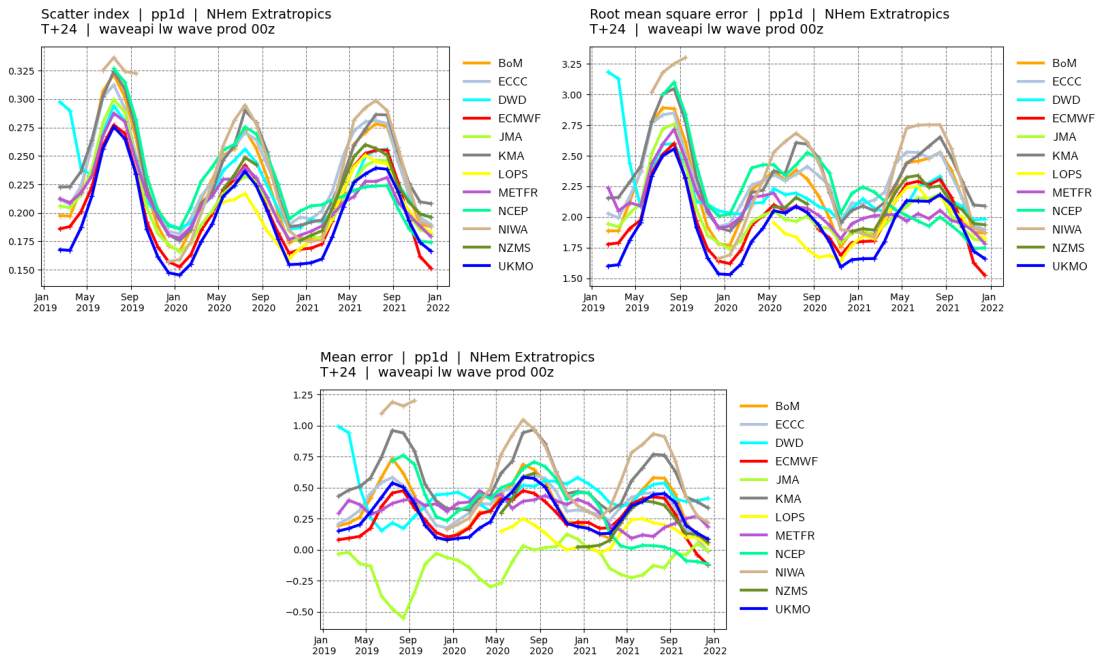 Scatter index | pp1d | NHem Extratropics
T+24 | waveapi lw wave prod 00z
0.325
0.300
0.275
0.250
0.225
0.200
0.175
0.150
Jan 2019
May 2019
Sep 2019
Jan 2020
May 2020
Sep 2020
Jan 2021
May 2021
Sep 2021
Jan 2022
BoM
ECCC
DWD
ECMWF
JMA
KMA
LOPS
METFR
NCEP
NIWA
NZMS
UKMO
Root mean square error | pp1d | NHem Extratropics
T+24 | waveapi lw wave prod 00z
3.25
3.00
2.75
2.50
2.25
2.00
1.75
1.50
Jan 2019
May 2019
Sep 2019
Jan 2020
May 2020
Sep 2020
Jan 2021
May 2021
Sep 2021
Jan 2022
BoM
ECCC
DWD
ECMWF
JMA
KMA
LOPS
METFR
NCEP
NIWA
NZMS
UKMO
Mean error | pp1d | NHem Extratropics
T+24 | waveapi lw wave prod 00z
1.25
1.00
0.75
0.50
0.25
0.00
−0.25
−0.50
Jan 2019
May 2019
Sep 2019
Jan 2020
May 2020
Sep 2020
Jan 2021
May 2021
Sep 2021
Jan 2022
BoM
ECCC
DWD
ECMWF
JMA
KMA
LOPS
METFR
NCEP
NIWA
NZMS
UKMO